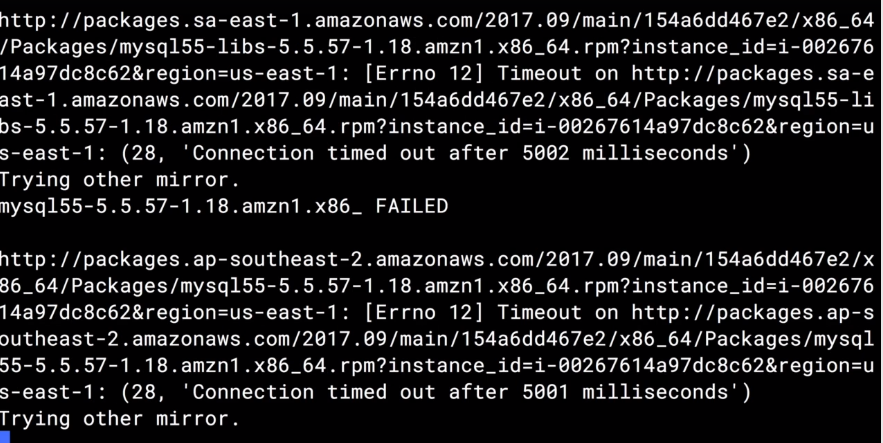 http://packages.sa-east-1.amazonaws.com/2017.09/main/154a6dd467e2/x86_64
/Packages/mysql55-libs-5.5.57-1.18.amzn1.x86_64.rpm?instance_id=i-002676
14a97dc8c62&region=us-east-1: [Errno 12] Timeout on http://packages.sa-e
ast-1.amazonaws.com/2017.09/main/154a6dd467e2/x86_64/Packages/mysql55-li
bs-5.5.57-1.18.amzn1.x86_64.rpm?instance_id=i-00267614a97dc8c62&region=u
s-east-1: (28, 'Connection timed out after 5002 milliseconds')
Trying other mirror.
mysql55-5.5.57-1.18.amzn1.x86_ FAILED
http://packages.ap-southeast-2.amazonaws.com/2017.09/main/154a6dd467e2/x
86_64/Packages/mysql55-5.5.57-1.18.amzn1.x86_64.rpm?instance_id=i-002676
14a97dc8c62&region=us-east-1: [Errno 12] Timeout on http://packages.ap-s
outheast-2.amazonaws.com/2017.09/main/154a6dd467e2/x86_64/Packages/mysql
55-5.5.57-1.18.amzn1.x86_64.rpm?instance_id=i-00267614a97dc8c62&region=u
s-east-1: (28, 'Connection timed out after 5001 milliseconds')
Trying other mirror.